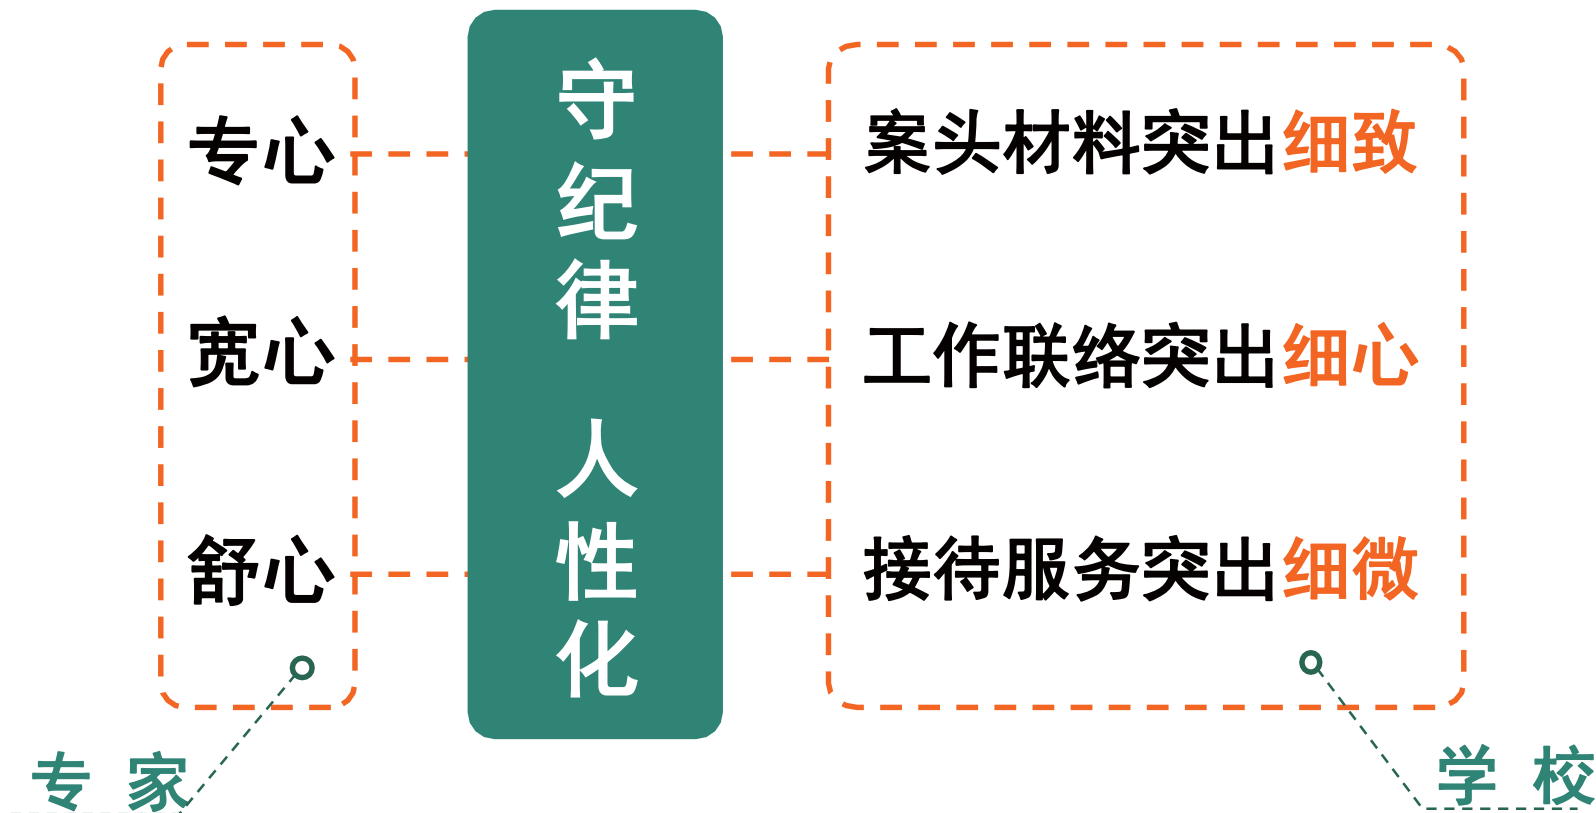 专心
宽心
舒心
守纪律 人性化
案头材料突出细致
工作联络突出细心
接待服务突出细微
专 家
学 校